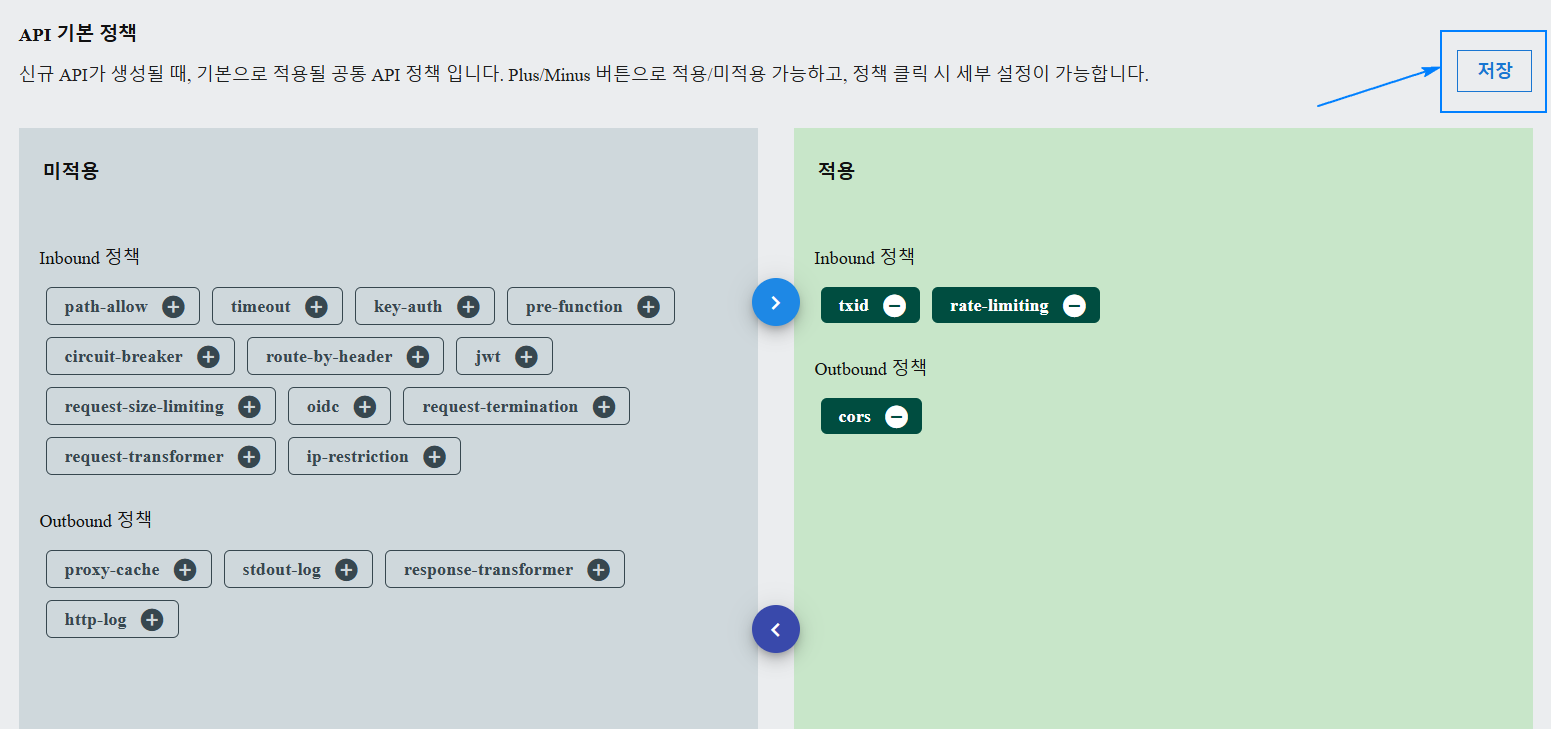 API 기본 정책
신규 API가 생성될 때, 기본으로 적용될 공통 API 정책 입니다. Plus/Minus 버튼으로 적용/미적용 가능하고, 정책 클릭 시 세부 설정이 가능합니다.
저장
미적용
Inbound 정책
path-allow timeout key-auth pre-function
circuit-breaker route-by-header jwt
request-size-limiting oidc request-termination
request-transformer ip-restriction
Outbound 정책
proxy-cache stdout-log response-transformer
http-log
적용
Inbound 정책
txid rate-limiting
Outbound 정책
cors